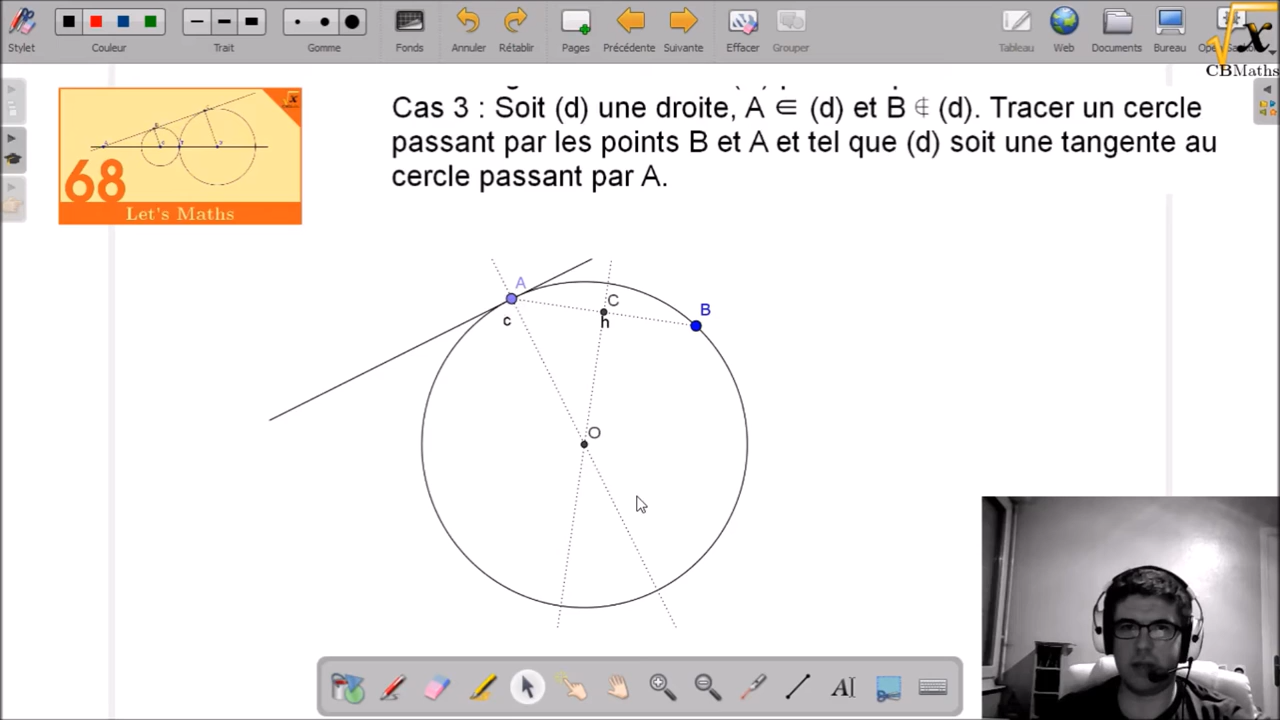 Stylet
Couleur
Trait
Gomme
Fonds
Annuler
Rétablir
Pages
Précédente
Suivante
Effacer
Grouper
Tableau
Web
Documents
Bureau
CBMaths
68
Let's Maths
Cas 3 : Soit (d) une droite, A ∈ (d) et B ∉ (d). Tracer un cercle
passant par les points B et A et tel que (d) soit une tangente au
cercle passant par A.
A
C
B
c
h
O
AI